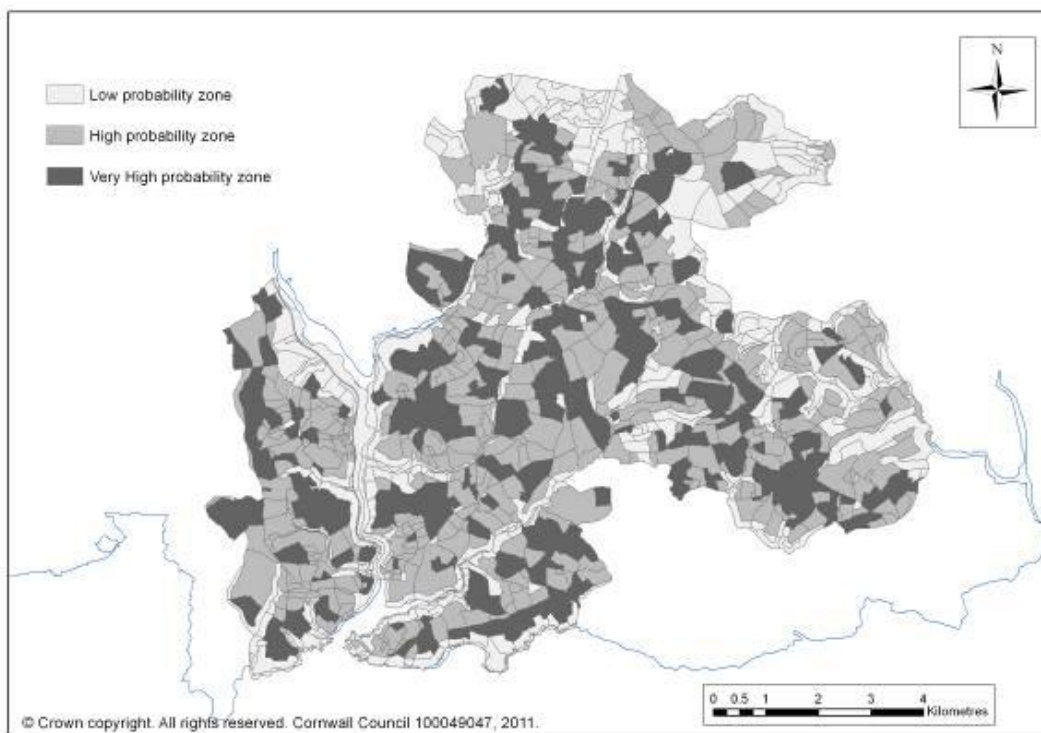 N
Low probability zone
High probability zone
Very High probability zone
0 0.5 1 2 3 4
Kilometres
© Crown copyright. All rights reserved. Cornwall Council 100049047, 2011.